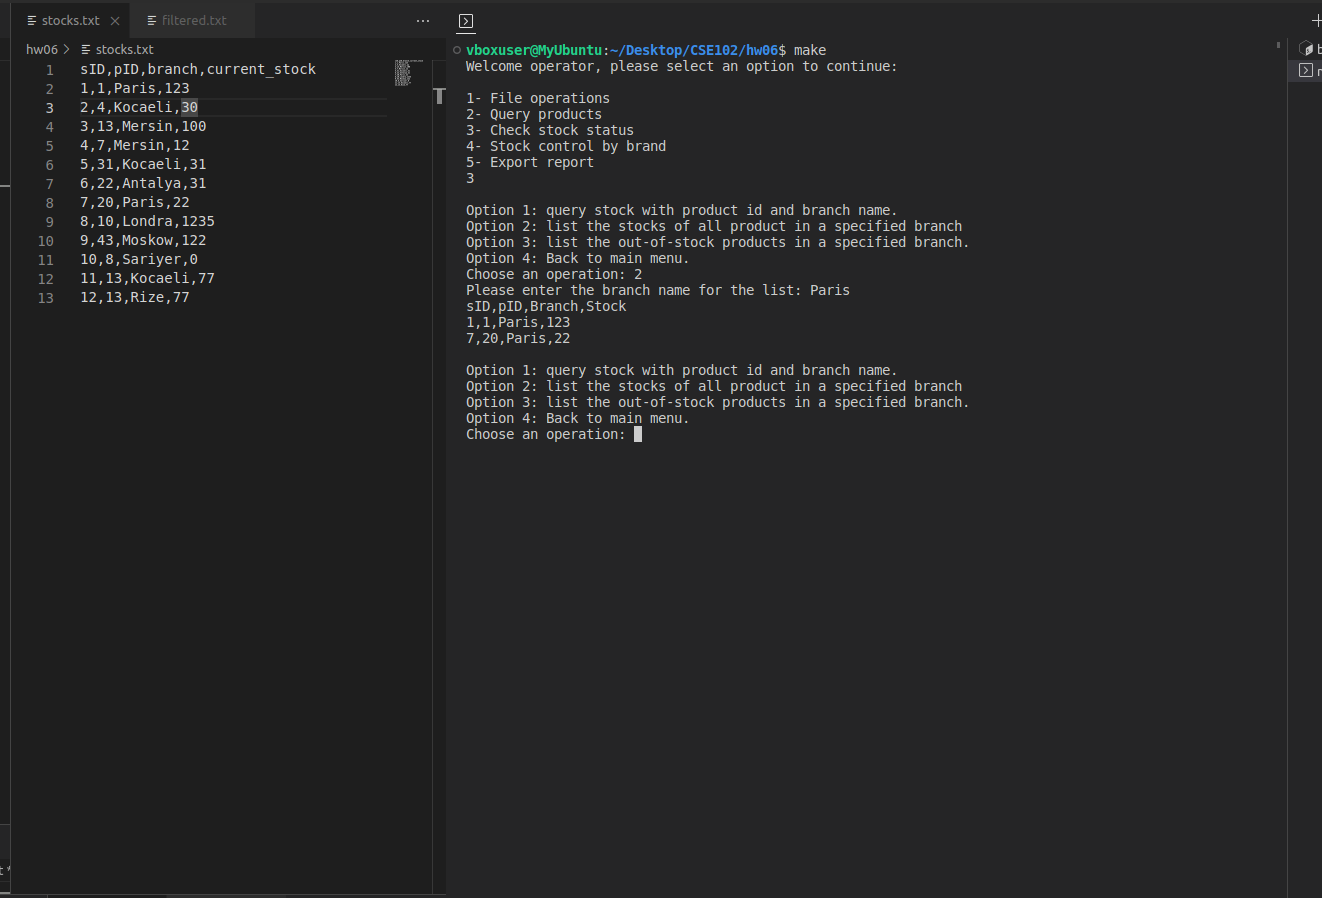 stocks.txt
filtered.txt
hw06 > stocks.txt
1 sID,pID,branch,current_stock
2 1,1,Paris,123
3 2,4,Kocaeli,30
4 3,13,Mersin,100
5 4,7,Mersin,12
6 5,31,Kocaeli,31
7 6,22,Antalya,31
8 7,20,Paris,22
9 8,10,Londra,1235
10 9,43,Moskow,122
11 10,8,Sariyer,0
12 11,13,Kocaeli,77
13 12,13,Rize,77
vboxuser@MyUbuntu:~/Desktop/CSE102/hw06$ make
Welcome operator, please select an option to continue:
1- File operations
2- Query products
3- Check stock status
4- Stock control by brand
5- Export report
3
Option 1: query stock with product id and branch name.
Option 2: list the stocks of all product in a specified branch
Option 3: list the out-of-stock products in a specified branch.
Option 4: Back to main menu.
Choose an operation: 2
Please enter the branch name for the list: Paris
sID,pID,Branch,Stock
1,1,Paris,123
7,20,Paris,22
Option 1: query stock with product id and branch name.
Option 2: list the stocks of all product in a specified branch
Option 3: list the out-of-stock products in a specified branch.
Option 4: Back to main menu.
Choose an operation: